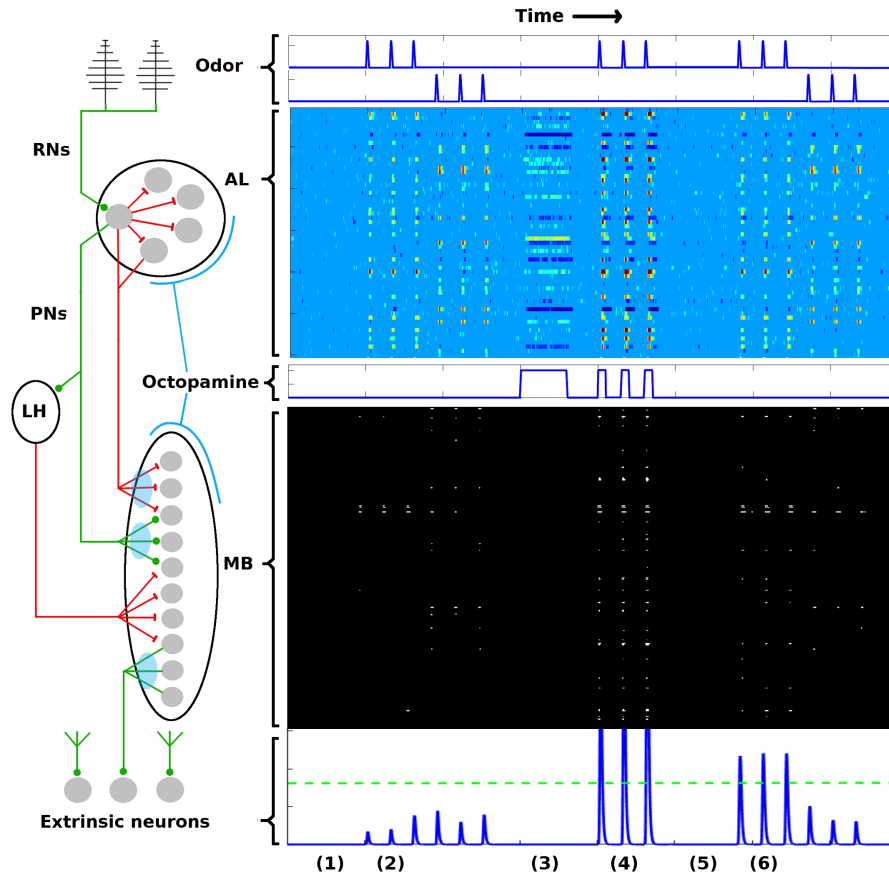 Time
Odor
RNs
AL
PNs
Octopamine
LH
MB
Extrinsic neurons
(1) (2) (3) (4) (5) (6)